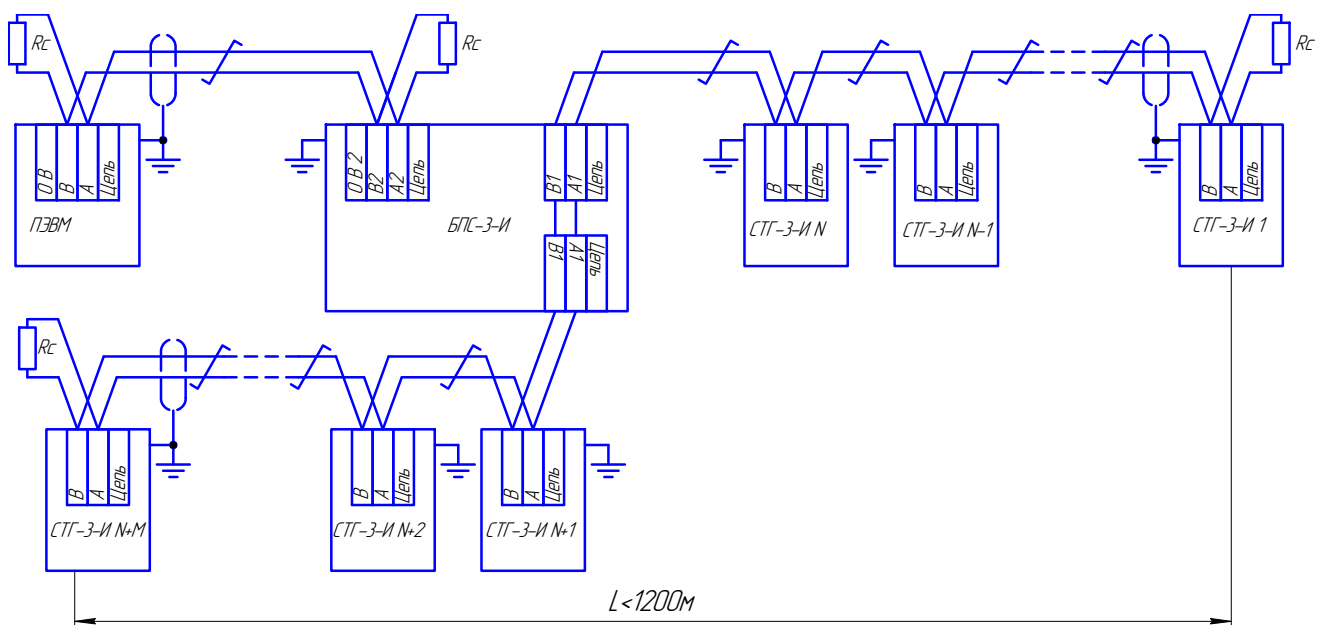 Rc
Rc
Rc
О В
В
А
Цепь
ПЭВМ
О В 2
В2
А2
Цепь
БПС-3-И
В1
А1
Цепь
В1
А1
Цепь
В
А
Цепь
СТГ-3-И N
В
А
Цепь
СТГ-3-И N-1
В
А
Цепь
СТГ-3-И 1
Rc
В
А
Цепь
СТГ-3-И N+M
В
А
Цепь
СТГ-3-И N+2
В
А
Цепь
СТГ-3-И N+1
L<1200м